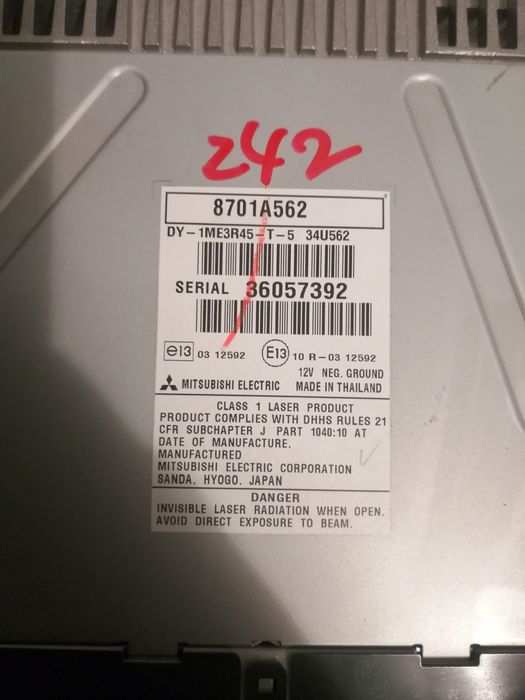 242
8701A562
DY-1ME3R45-T-5 34U562
SERIAL 36057392
e13 03 12592 E13 10 R-03 12592
12V NEG. GROUND
MITSUBISHI ELECTRIC MADE IN THAILAND
CLASS 1 LASER PRODUCT
PRODUCT COMPLIES WITH DHHS RULES 21
CFR SUBCHAPTER J PART 1040:10 AT
DATE OF MANUFACTURE.
MANUFACTURED
MITSUBISHI ELECTRIC CORPORATION
SANDA. HYOGO. JAPAN
DANGER
INVISIBLE LASER RADIATION WHEN OPEN.
AVOID DIRECT EXPOSURE TO BEAM.